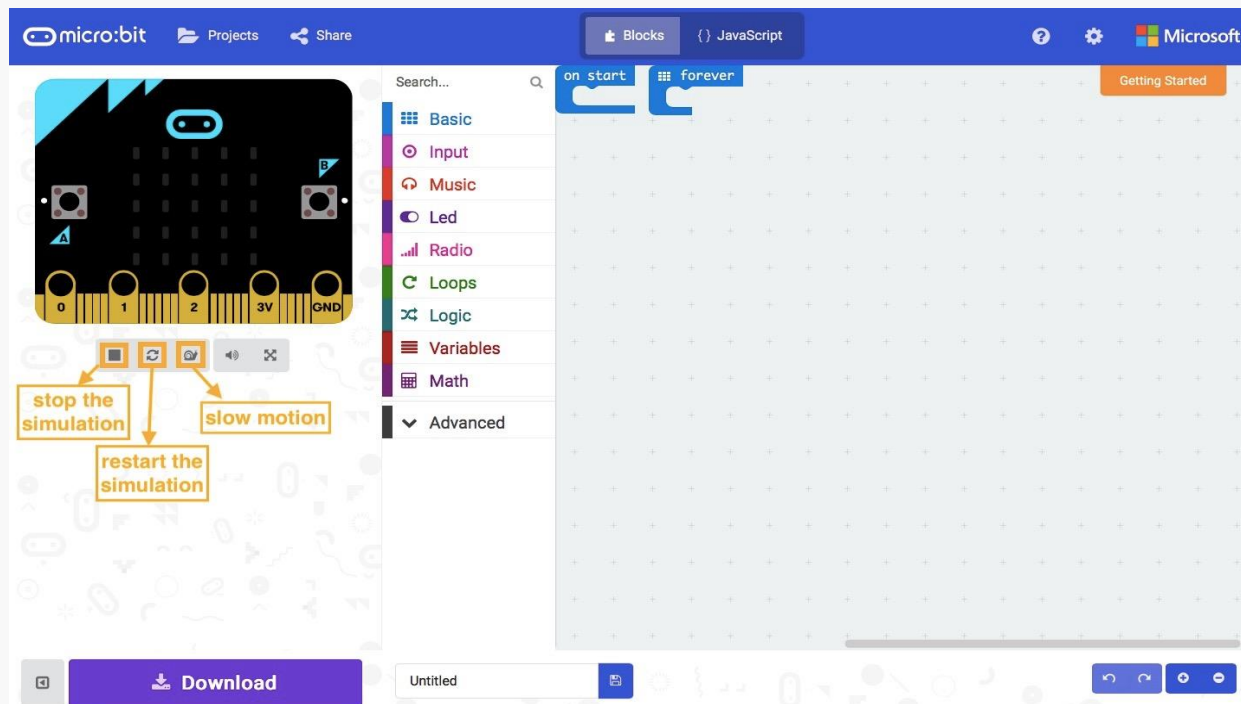 micro:bit
Projects
Share
Blocks
{} JavaScript
?
Microsoft
Search...
on start
forever
Getting Started
Basic
Input
Music
Led
Radio
Loops
Logic
Variables
Math
Advanced
B
A
0 1 2 3V GND
stop the
simulation
slow motion
restart the
simulation
Download
Untitled